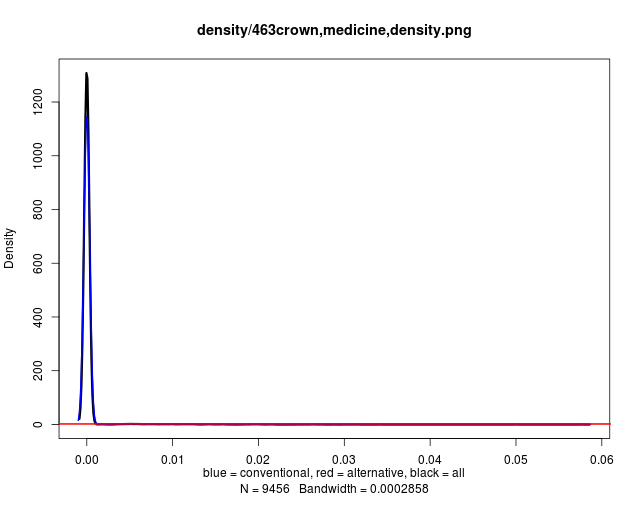 density/463crown,medicine,density.png
Density
1200
1000
800
600
400
200
0
0.00 0.01 0.02 0.03 0.04 0.05 0.06
blue = conventional, red = alternative, black = all
N = 9456 Bandwidth = 0.0002858